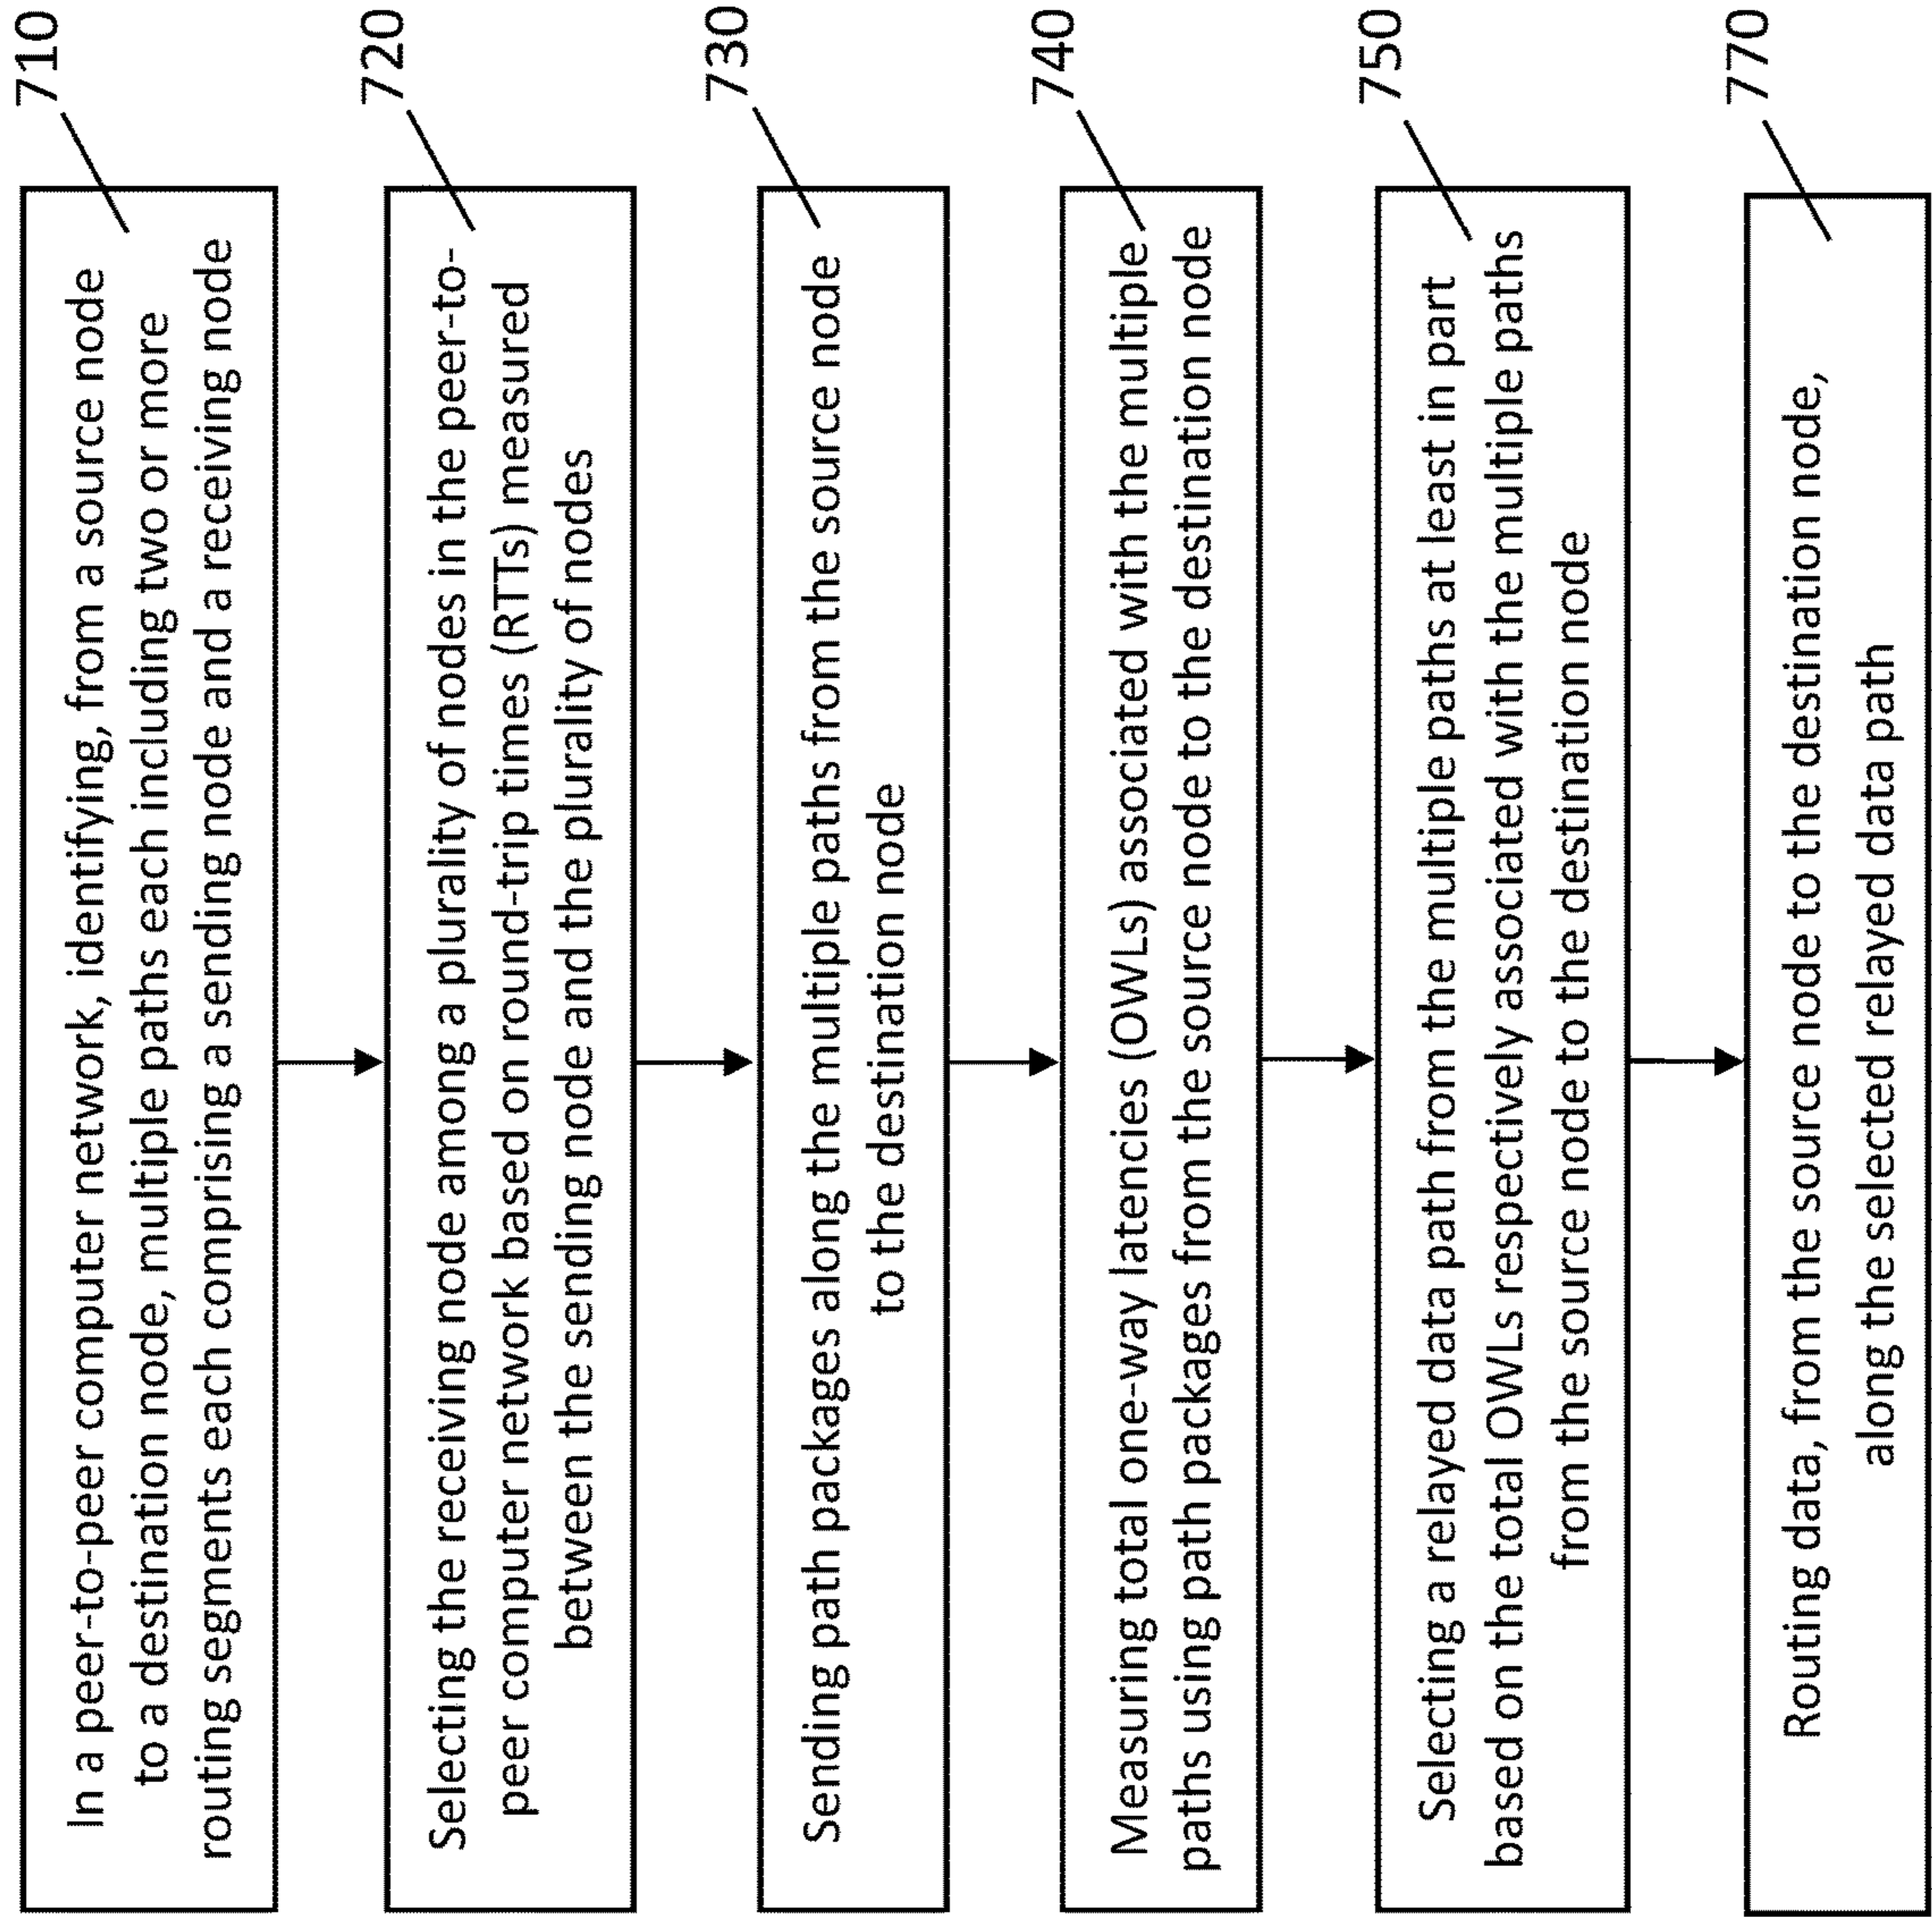 In a peer-to-peer computer network, identifying, from a source node
to a destination node, multiple paths each including two or more
routing segments each comprising a sending node and a receiving node
710
Selecting the receiving node among a plurality of nodes in the peer-to-
peer computer network based on round-trip times (RTTs) measured
between the sending node and the plurality of nodes
720
Sending path packages along the multiple paths from the source node
to the destination node
730
Measuring total one-way latencies (OWLs) associated with the multiple
paths using path packages from the source node to the destination node
740
Selecting a relayed data path from the multiple paths at least in part
based on the total OWLs respectively associated with the multiple paths
from the source node to the destination node
750
Routing data, from the source node to the destination node,
along the selected relayed data path
770